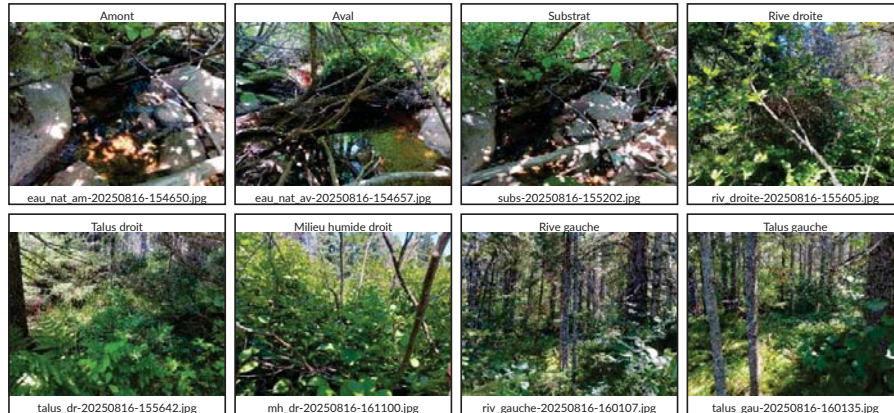 Amont
Aval
Substrat
Rive droite
eau_nat_am-20250816-154650.jpg
eau_nat_av-20250816-154657.jpg
subs-20250816-155202.jpg
riv_droite-20250816-155605.jpg
Talus droit
Milieu humide droit
Rive gauche
Talus gauche
talus_dr-20250816-155642.jpg
mh_dr-20250816-161100.jpg
riv_gauche-20250816-160107.jpg
talus_gau-20250816-160135.jpg